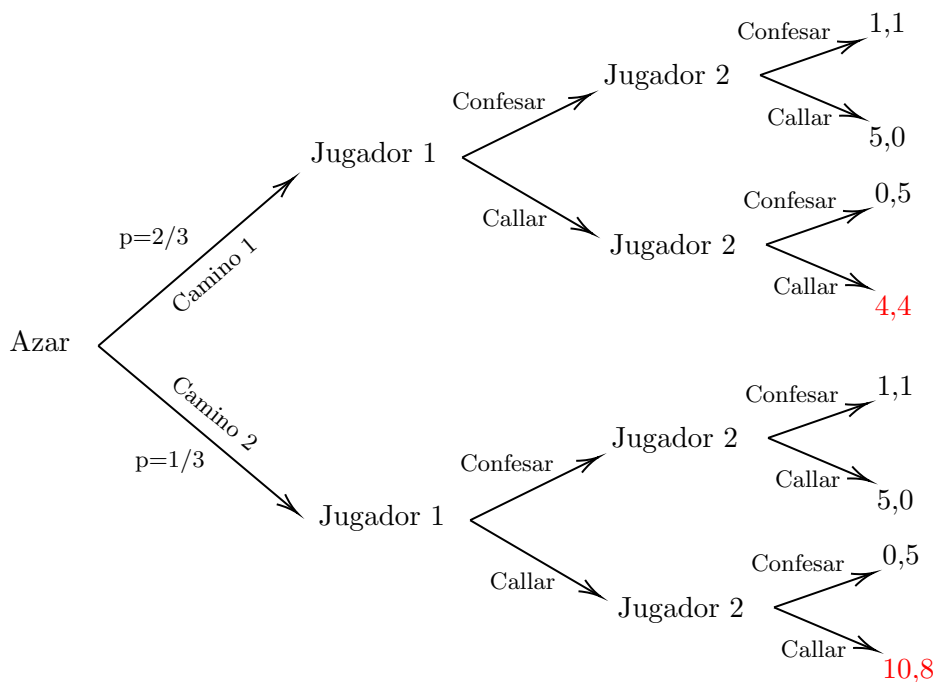 Confesar
1,1
Jugador 2
Callar
5,0
Confesar
Jugador 1
Callar
Confesar
0,5
Jugador 2
Callar
4,4
p=2/3
Camino 1
Azar
Camino 2
p=1/3
Confesar
1,1
Jugador 2
Callar
5,0
Confesar
Jugador 1
Callar
Confesar
0,5
Jugador 2
Callar
10,8